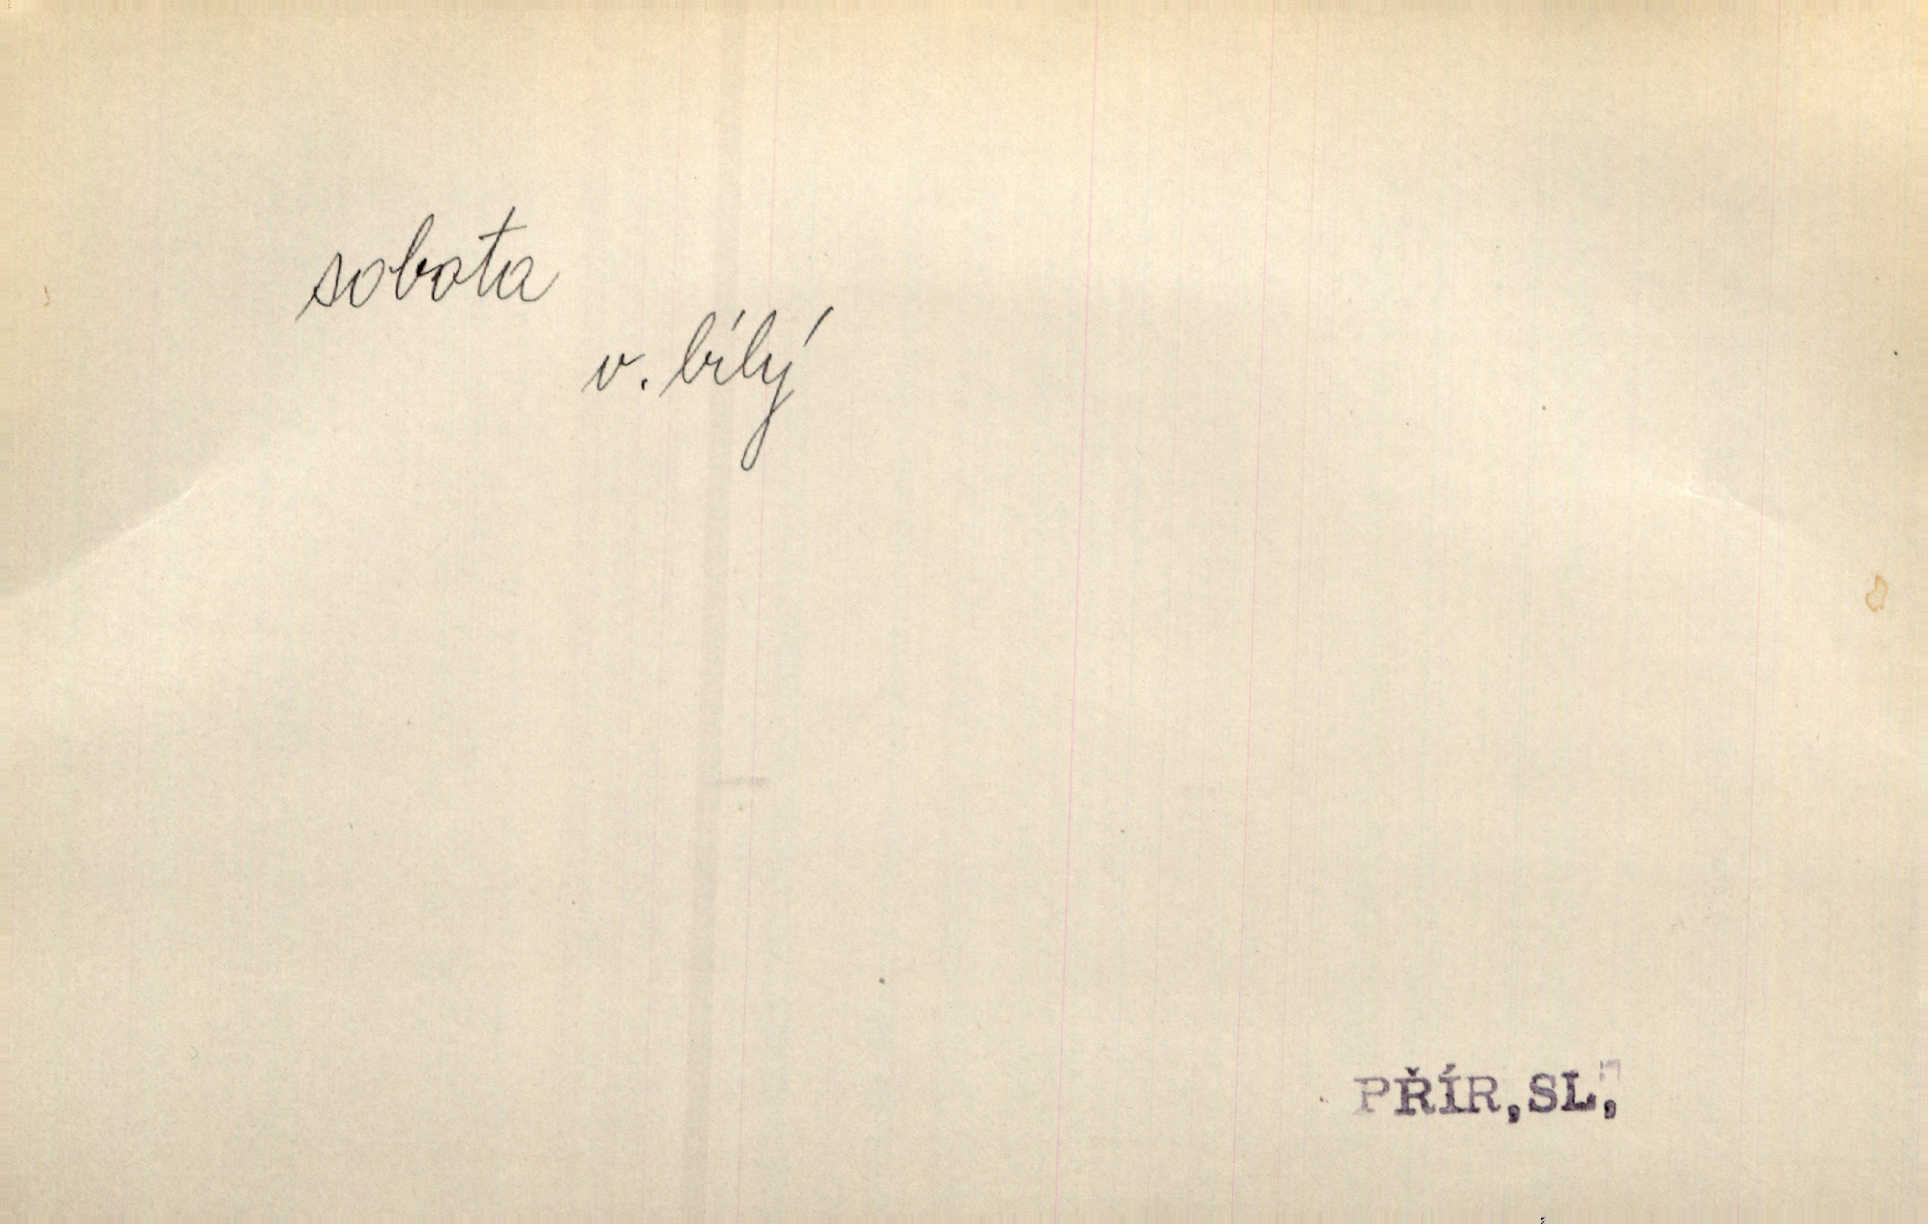 sobota
v. bílý
PŘÍR,SL,